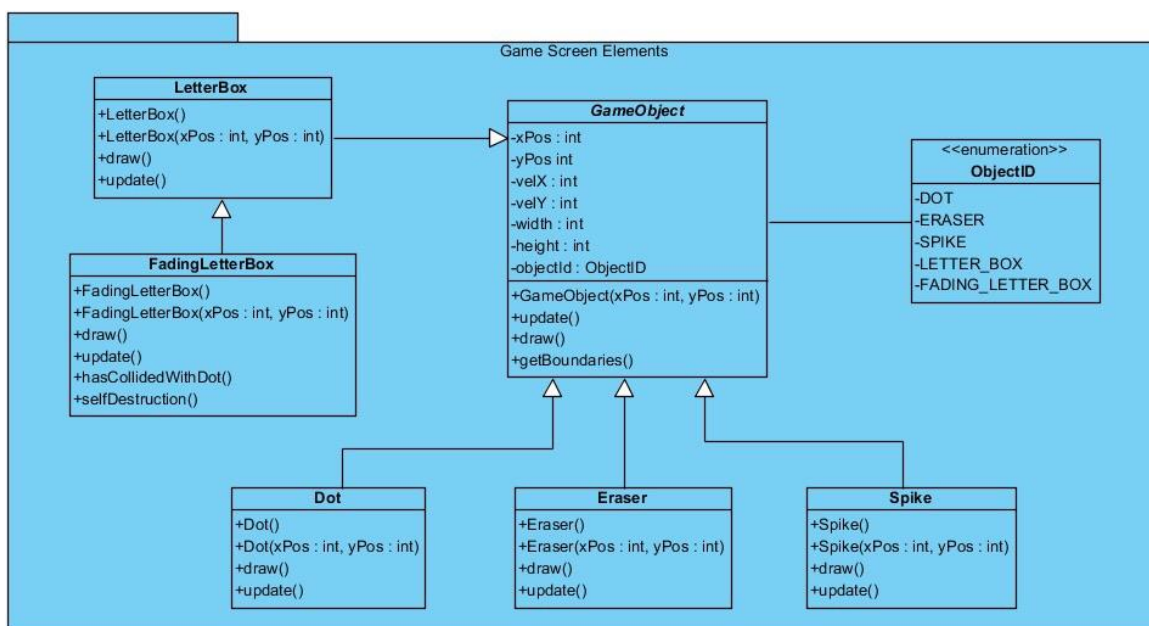 Game Screen Elements
LetterBox
+LetterBox()
+LetterBox(xPos : int, yPos : int)
+draw()
+update()
GameObject
-xPos : int
-yPos int
-velX : int
-velY : int
-width : int
-height : int
-objectId : ObjectID
+GameObject(xPos : int, yPos : int)
+update()
+draw()
+getBoundaries()
<<enumeration>>
ObjectID
-DOT
-ERASER
-SPIKE
-LETTER_BOX
-FADING_LETTER_BOX
FadingLetterBox
+FadingLetterBox()
+FadingLetterBox(xPos : int, yPos : int)
+draw()
+update()
+hasCollidedWithDot()
+selfDestruction()
Dot
+Dot()
+Dot(xPos : int, yPos : int)
+draw()
+update()
Eraser
+Eraser()
+Eraser(xPos : int, yPos : int)
+draw()
+update()
Spike
+Spike()
+Spike(xPos : int, yPos : int)
+draw()
+update()